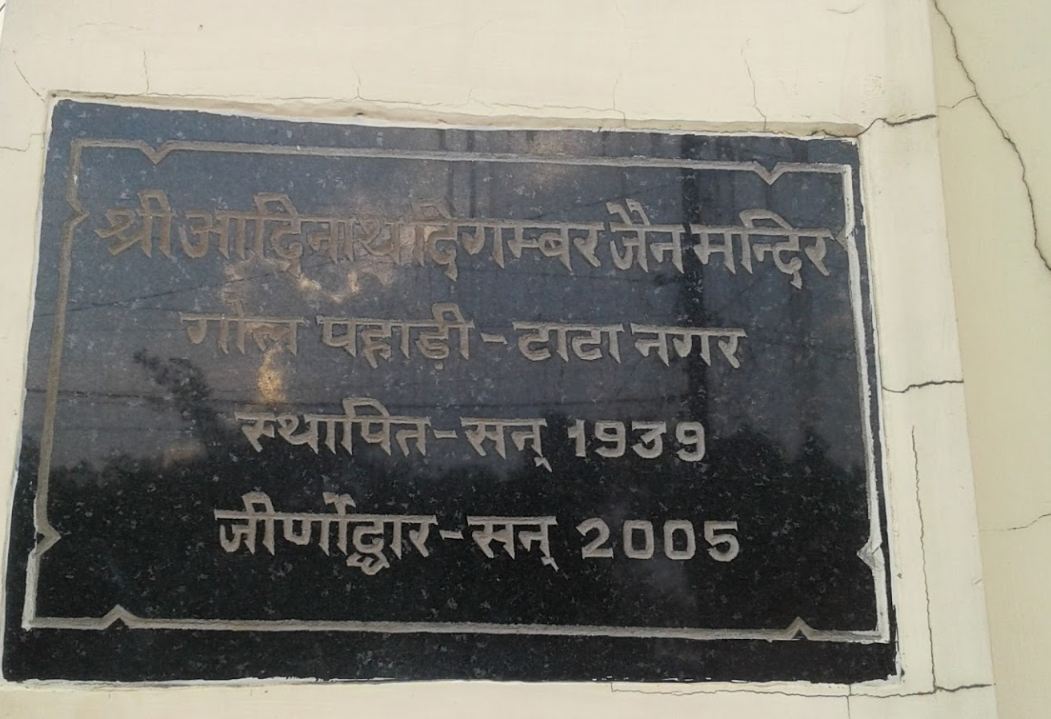 श्री आदिनाथ दिगम्बर जैन मन्दिर
गोल पहाड़ी - टाटा नगर
स्थापित - सन् 1939
जीर्णोद्धार - सन् 2005